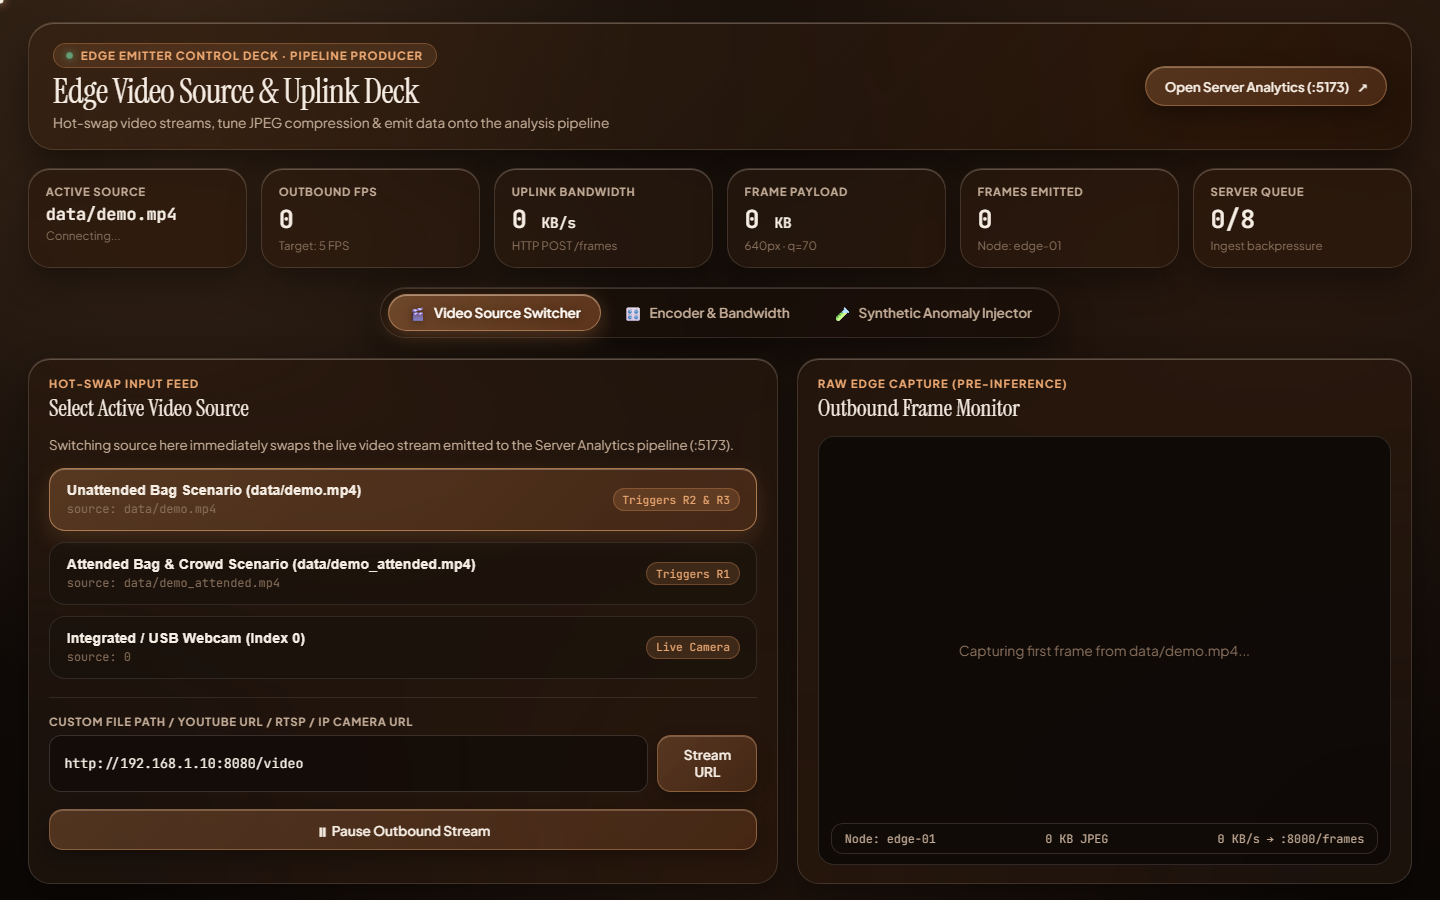 EDGE EMITTER CONTROL DECK · PIPELINE PRODUCER
Edge Video Source & Uplink Deck
Hot-swap video streams, tune JPEG compression & emit data onto the analysis pipeline
Open Server Analytics (:5173) ↗
ACTIVE SOURCE
data/demo.mp4
Connecting...
OUTBOUND FPS
0
Target: 5 FPS
UPLINK BANDWIDTH
0 KB/s
HTTP POST /frames
FRAME PAYLOAD
0 KB
640px · q=70
FRAMES EMITTED
0
Node: edge-01
SERVER QUEUE
0/8
Ingest backpressure
Video Source Switcher
Encoder & Bandwidth
Synthetic Anomaly Injector
HOT-SWAP INPUT FEED
Select Active Video Source
Switching source here immediately swaps the live video stream emitted to the Server Analytics pipeline (:5173).
Unattended Bag Scenario (data/demo.mp4)
source: data/demo.mp4
Triggers R2 & R3
Attended Bag & Crowd Scenario (data/demo_attended.mp4)
source: data/demo_attended.mp4
Triggers R1
Integrated / USB Webcam (Index 0)
source: 0
Live Camera
CUSTOM FILE PATH / YOUTUBE URL / RTSP / IP CAMERA URL
http://192.168.1.10:8080/video
Stream
URL
⏸ Pause Outbound Stream
RAW EDGE CAPTURE (PRE-INFERENCE)
Outbound Frame Monitor
Capturing first frame from data/demo.mp4...
Node: edge-01
0 KB JPEG
0 KB/s → :8000/frames